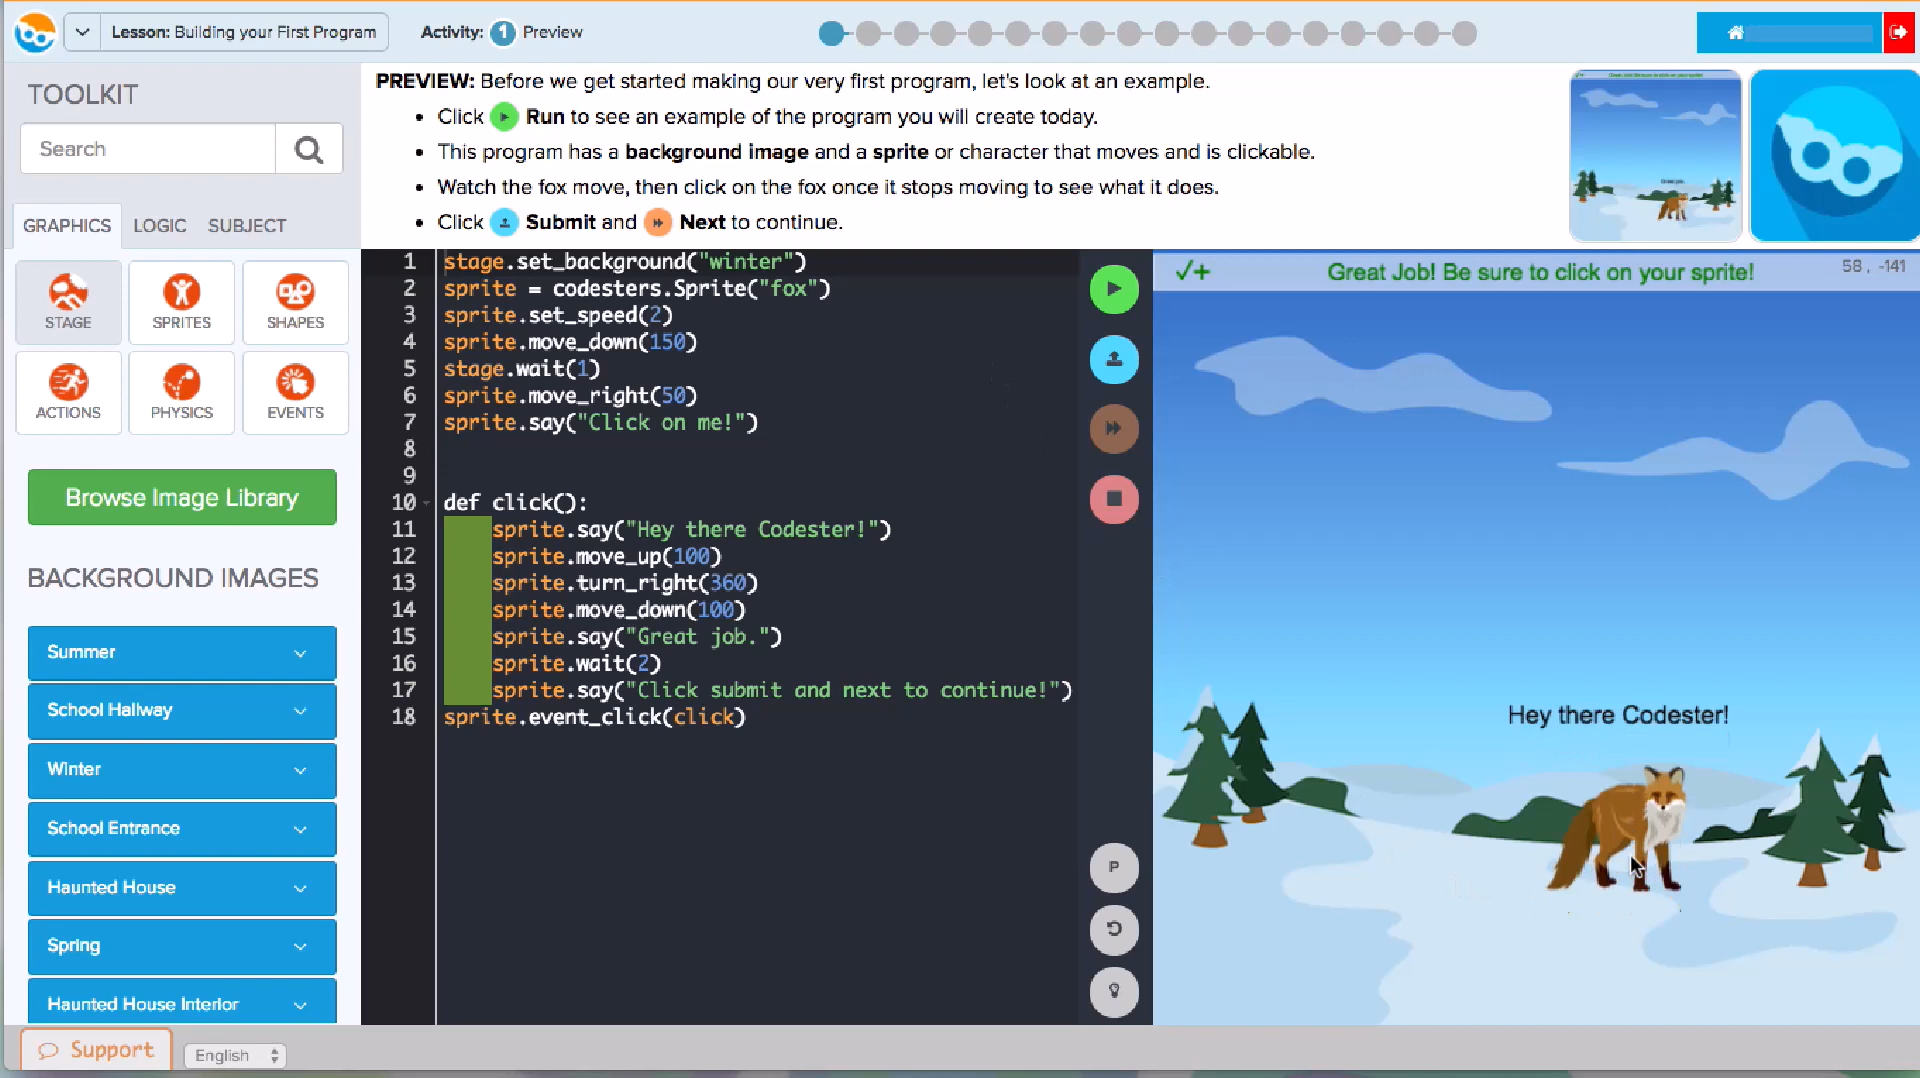 Lesson: Building your First Program
Activity: 1 Preview
TOOLKIT
Search
GRAPHICS LOGIC SUBJECT
STAGE SPRITES SHAPES
ACTIONS PHYSICS EVENTS
Browse Image Library
BACKGROUND IMAGES
Summer
School Hallway
Winter
School Entrance
Haunted House
Spring
Haunted House Interior
Support
English
PREVIEW: Before we get started making our very first program, let's look at an example.
• Click Run to see an example of the program you will create today.
• This program has a background image and a sprite or character that moves and is clickable.
• Watch the fox move, then click on the fox once it stops moving to see what it does.
• Click Submit and Next to continue.
1 stage.set_background("winter")
2 sprite = codesters.Sprite("fox")
3 sprite.set_speed(2)
4 sprite.move_down(150)
5 stage.wait(1)
6 sprite.move_right(50)
7 sprite.say("Click on me!")
8
9
10 def click():
11 sprite.say("Hey there Codester!")
12 sprite.move_up(100)
13 sprite.turn_right(360)
14 sprite.move_down(100)
15 sprite.say("Great job.")
16 sprite.wait(2)
17 sprite.say("Click submit and next to continue!")
18 sprite.event_click(click)
P
√+ Great Job! Be sure to click on your sprite! 58 , -141
Hey there Codester!